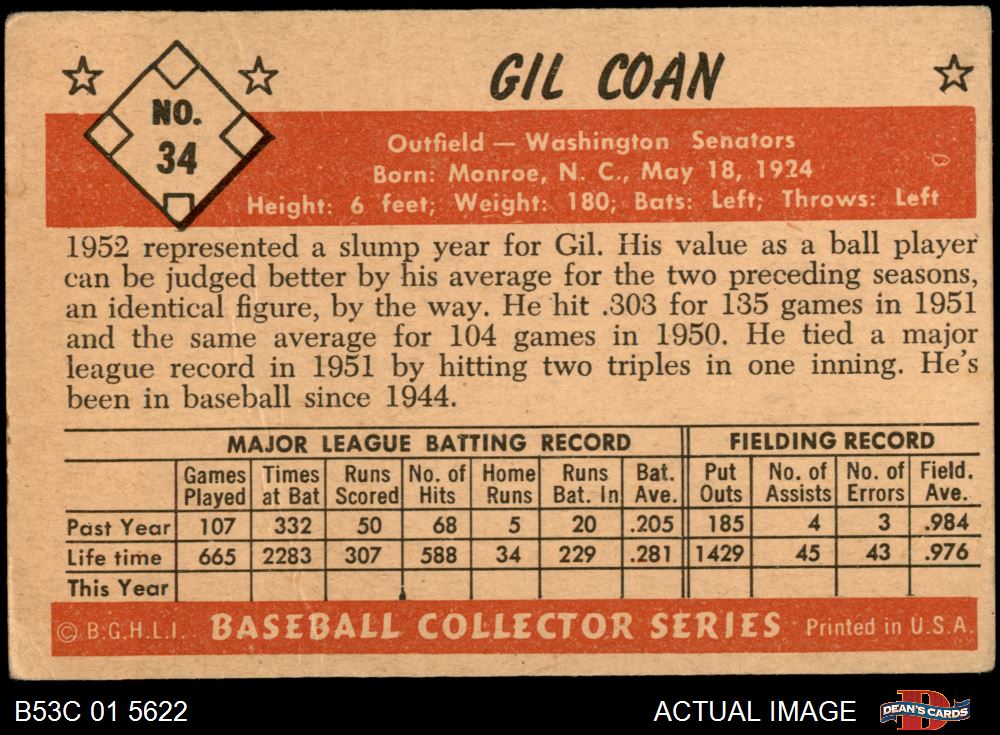 GIL COAN
NO.
34
Outfield — Washington Senators
Born: Monroe, N. C., May 18, 1924
Height: 6 feet; Weight: 180; Bats: Left; Throws: Left
1952 represented a slump year for Gil. His value as a ball player
can be judged better by his average for the two preceding seasons,
an identical figure, by the way. He hit .303 for 135 games in 1951
and the same average for 104 games in 1950. He tied a major
league record in 1951 by hitting two triples in one inning. He's
been in baseball since 1944.
MAJOR LEAGUE BATTING RECORD FIELDING RECORD
Games Times Runs No. of Home Runs Bat. Put No. of No. of Field.
Played at Bat Scored Hits Runs Bat. In Ave. Outs Assists Errors Ave.
Past Year 107 332 50 68 5 20 .205 185 4 3 .984
Life time 665 2283 307 588 34 229 .281 1429 45 43 .976
This Year
© B.G.H.L.I. BASEBALL COLLECTOR SERIES Printed in U.S.A.
B53C 01 5622 ACTUAL IMAGE D DEAN'S CARDS